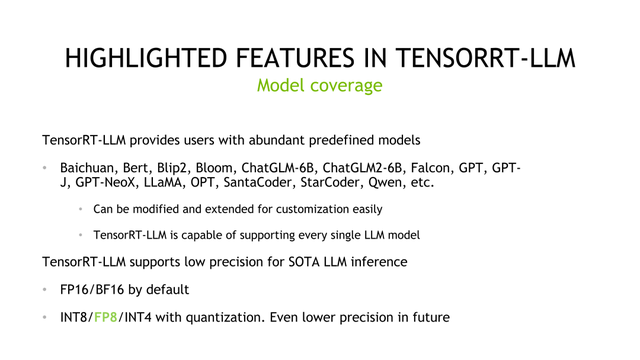 HIGHLIGHTED FEATURES IN TENSORRT-LLM
Model coverage
TensorRT-LLM provides users with abundant predefined models
• Baichuan, Bert, Blip2, Bloom, ChatGLM-6B, ChatGLM2-6B, Falcon, GPT, GPT-
J, GPT-NeoX, LLaMA, OPT, SantaCoder, StarCoder, Qwen, etc.
• Can be modified and extended for customization easily
• TensorRT-LLM is capable of supporting every single LLM model
TensorRT-LLM supports low precision for SOTA LLM inference
• FP16/BF16 by default
• INT8/FP8/INT4 with quantization. Even lower precision in future